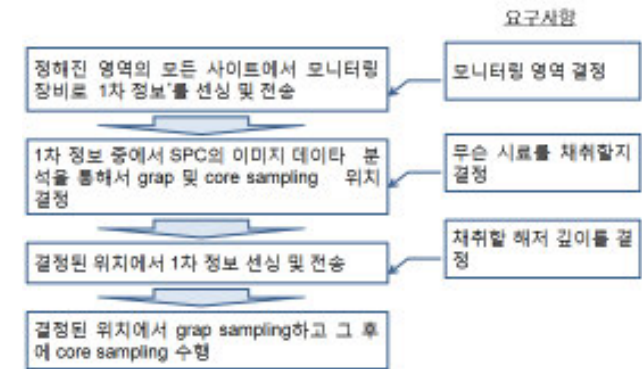 요구사항
정해진 영역의 모든 사이트에서 모니터링
장비로 1차 정보*를 센싱 및 전송
모니터링 영역 결정
1차 정보 중에서 SPC의 이미지 데이타 분
석을 통해서 grap 및 core sampling 위치
결정
무슨 시료를 채취할지
결정
결정된 위치에서 1차 정보 센싱 및 전송
채취할 해저 깊이를 결
정
결정된 위치에서 grap sampling하고 그 후
에 core sampling 수행